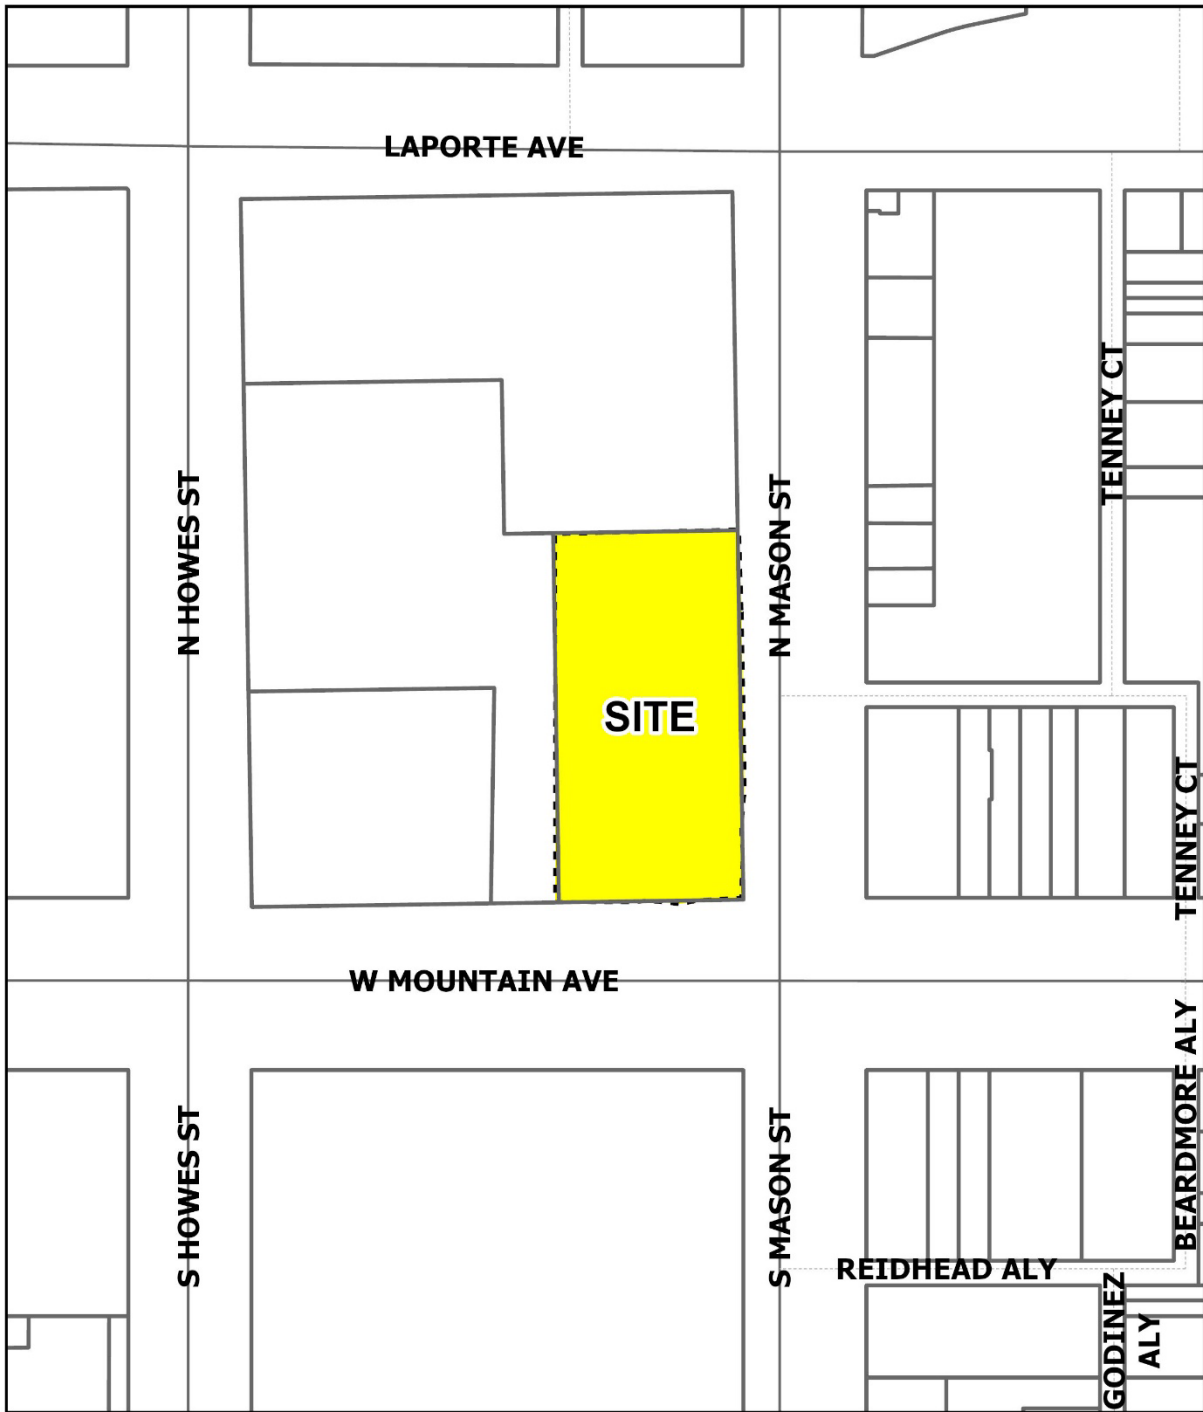 LAPORTE AVE
TENNEY CT
N HOWES ST
N MASON ST
SITE
TENNEY CT
W MOUNTAIN AVE
BEARDMORE ALY
S HOWES ST
S MASON ST
REIDHEAD ALY
GODINEZ
ALY